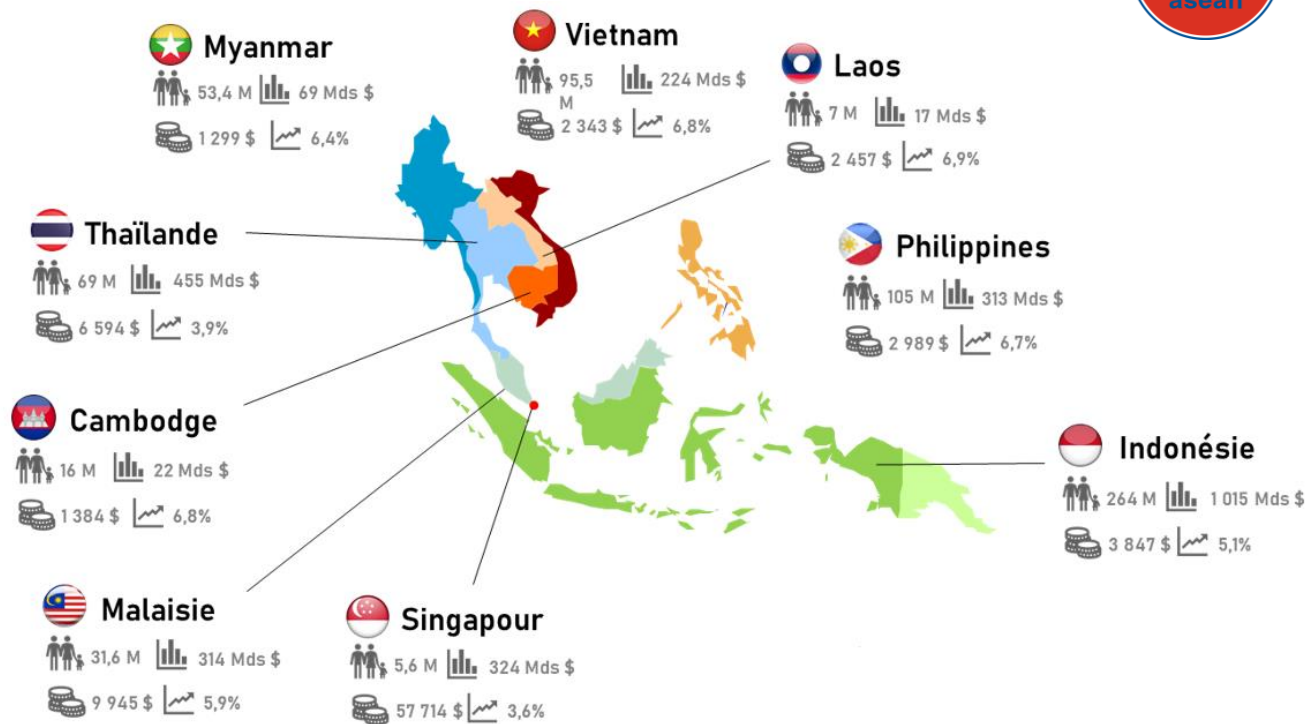 asean
Myanmar
53,4 M 69 Mds $
1 299 $ 6,4%
Vietnam
95,5 M 224 Mds $
2 343 $ 6,8%
Laos
7 M 17 Mds $
2 457 $ 6,9%
Thaïlande
69 M 455 Mds $
6 594 $ 3,9%
Philippines
105 M 313 Mds $
2 989 $ 6,7%
Cambodge
16 M 22 Mds $
1 384 $ 6,8%
Indonésie
264 M 1 015 Mds $
3 847 $ 5,1%
Malaisie
31,6 M 314 Mds $
9 945 $ 5,9%
Singapour
5,6 M 324 Mds $
57 714 $ 3,6%